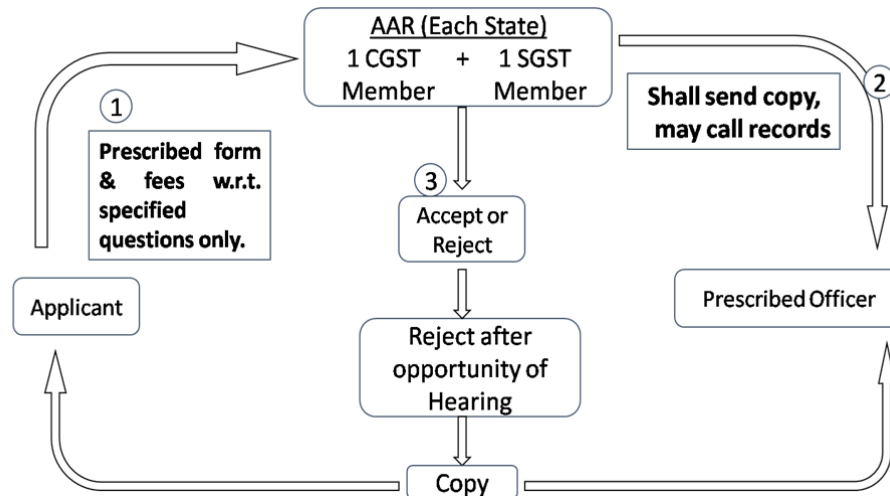 AAR (Each State)
1 CGST + 1 SGST
Member Member
1
Prescribed form
& fees w.r.t.
specified
questions only.
2
Shall send copy,
may call records
3
Accept or
Reject
Applicant
Prescribed Officer
Reject after
opportunity of
Hearing
Copy